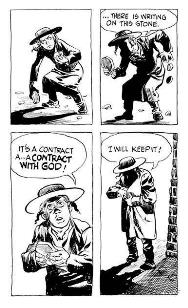 ... THERE IS WRITING
ON THIS STONE.
IT'S A CONTRACT
A...A CONTRACT
WITH GOD!
I WILL KEEP IT!